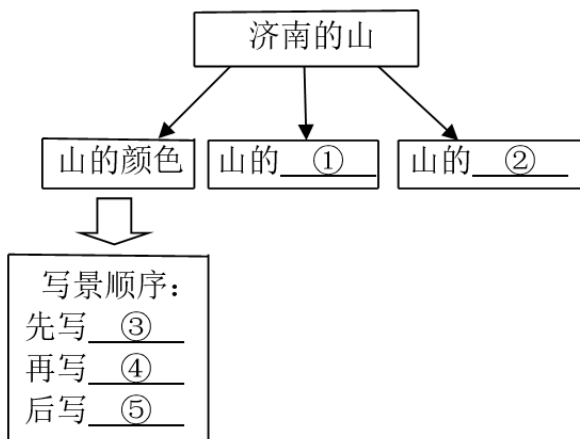 济南的山
山的颜色
山的 ①
山的 ②
写景顺序：
先写 ③
再写 ④
后写 ⑤